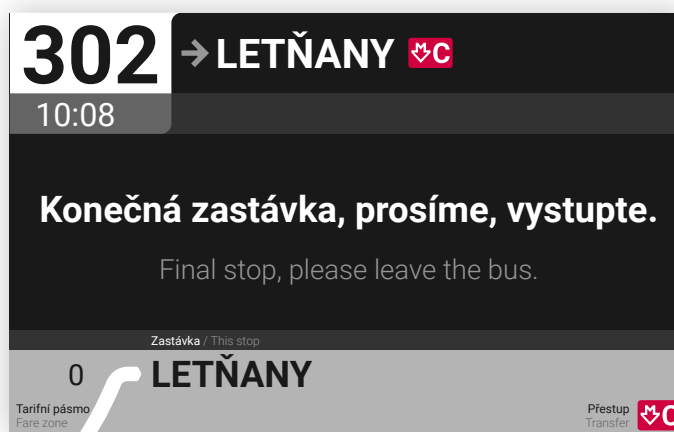 302 → LETŇANY C
10:08
Konečná zastávka, prosíme, vystupte.
Final stop, please leave the bus.
Zastávka / This stop
0 LETŇANY
Tarifní pásmo
Fare zone
Přestup C
Transfer